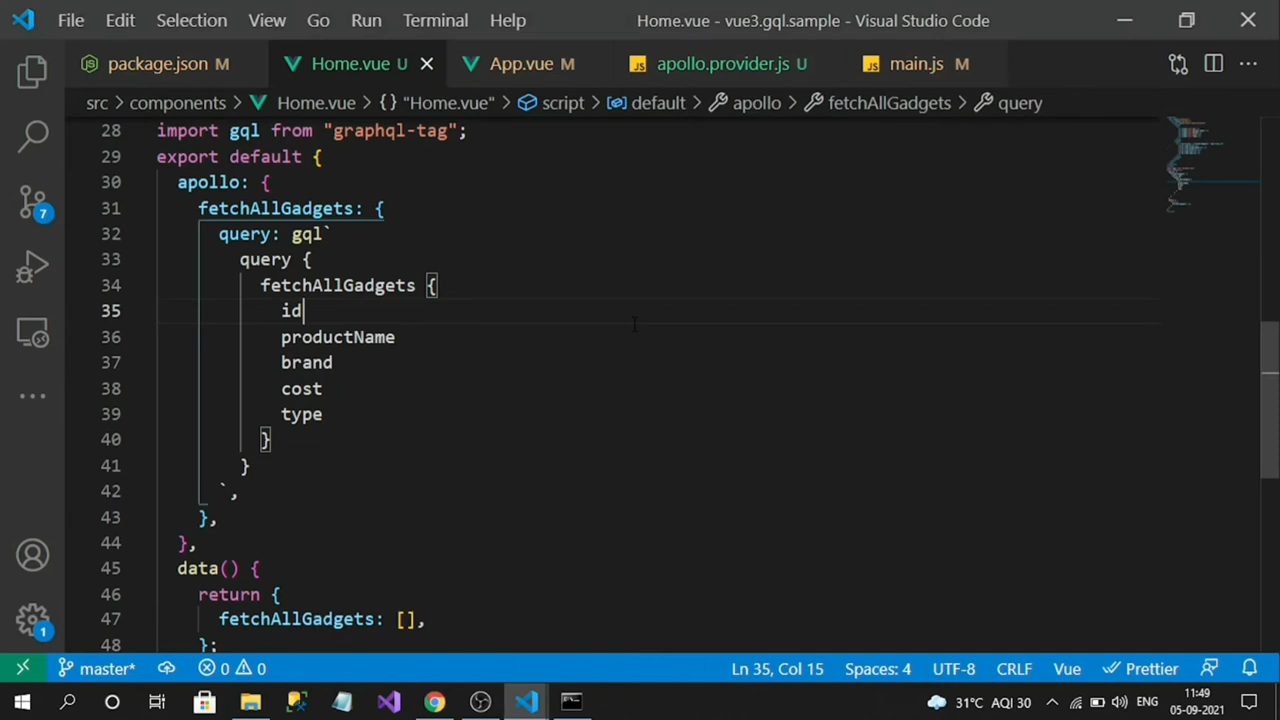 File Edit Selection View Go Run Terminal Help Home.vue - vue3.gql.sample - Visual Studio Code
package.json M Home.vue U App.vue M JS apollo.provider.js U JS main.js M
src > components > Home.vue > {} "Home.vue" > script > default > apollo > fetchAllGadgets > query
28 import gql from "graphql-tag";
29 export default {
30 apollo: {
31 fetchAllGadgets: {
32 query: gql`
33 query {
34 fetchAllGadgets {
35 id
36 productName
37 brand
38 cost
39 type
40 }
41 }
42 `,
43 },
44 },
45 data() {
46 return {
47 fetchAllGadgets: [],
48 };
7
1
master* 0 0 Ln 35, Col 15 Spaces: 4 UTF-8 CRLF Vue Prettier
31°C AQI 30 ENG 11:49
05-09-2021